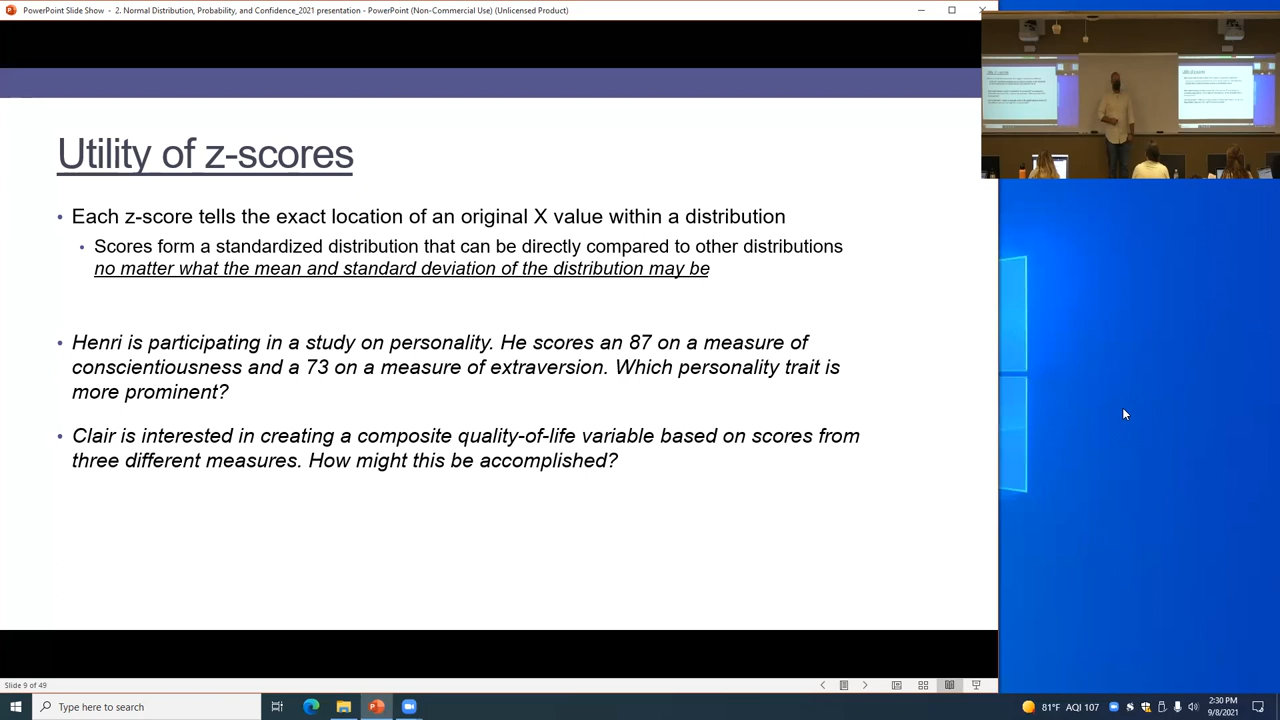 PowerPoint Slide Show - 2. Normal Distribution, Probability, and Confidence_2021 presentation - PowerPoint (Non-Commercial Use) (Unlicensed Product)
Utility of z-scores
• Each z-score tells the exact location of an original X value within a distribution
• Scores form a standardized distribution that can be directly compared to other distributions
no matter what the mean and standard deviation of the distribution may be
• Henri is participating in a study on personality. He scores an 87 on a measure of
conscientiousness and a 73 on a measure of extraversion. Which personality trait is
more prominent?
• Clair is interested in creating a composite quality-of-life variable based on scores from
three different measures. How might this be accomplished?
Slide 9 of 49
Type here to search
81°F AQI 107
2:30 PM
9/8/2021